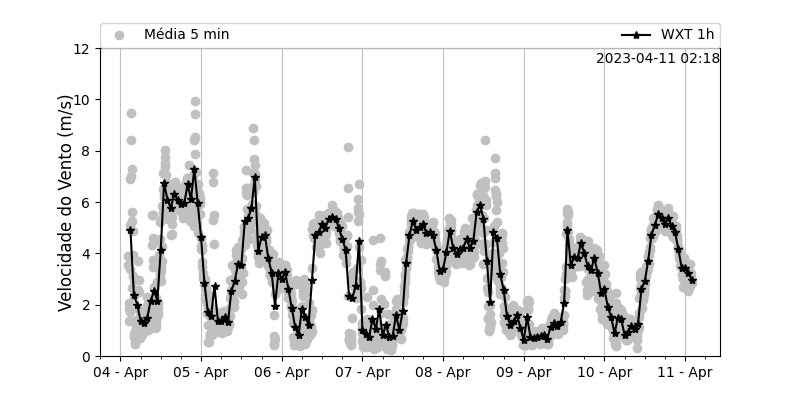 Média 5 min
WXT 1h
2023-04-11 02:18
Velocidade do Vento (m/s)
12
10
8
6
4
2
0
04 - Apr 05 - Apr 06 - Apr 07 - Apr 08 - Apr 09 - Apr 10 - Apr 11 - Apr